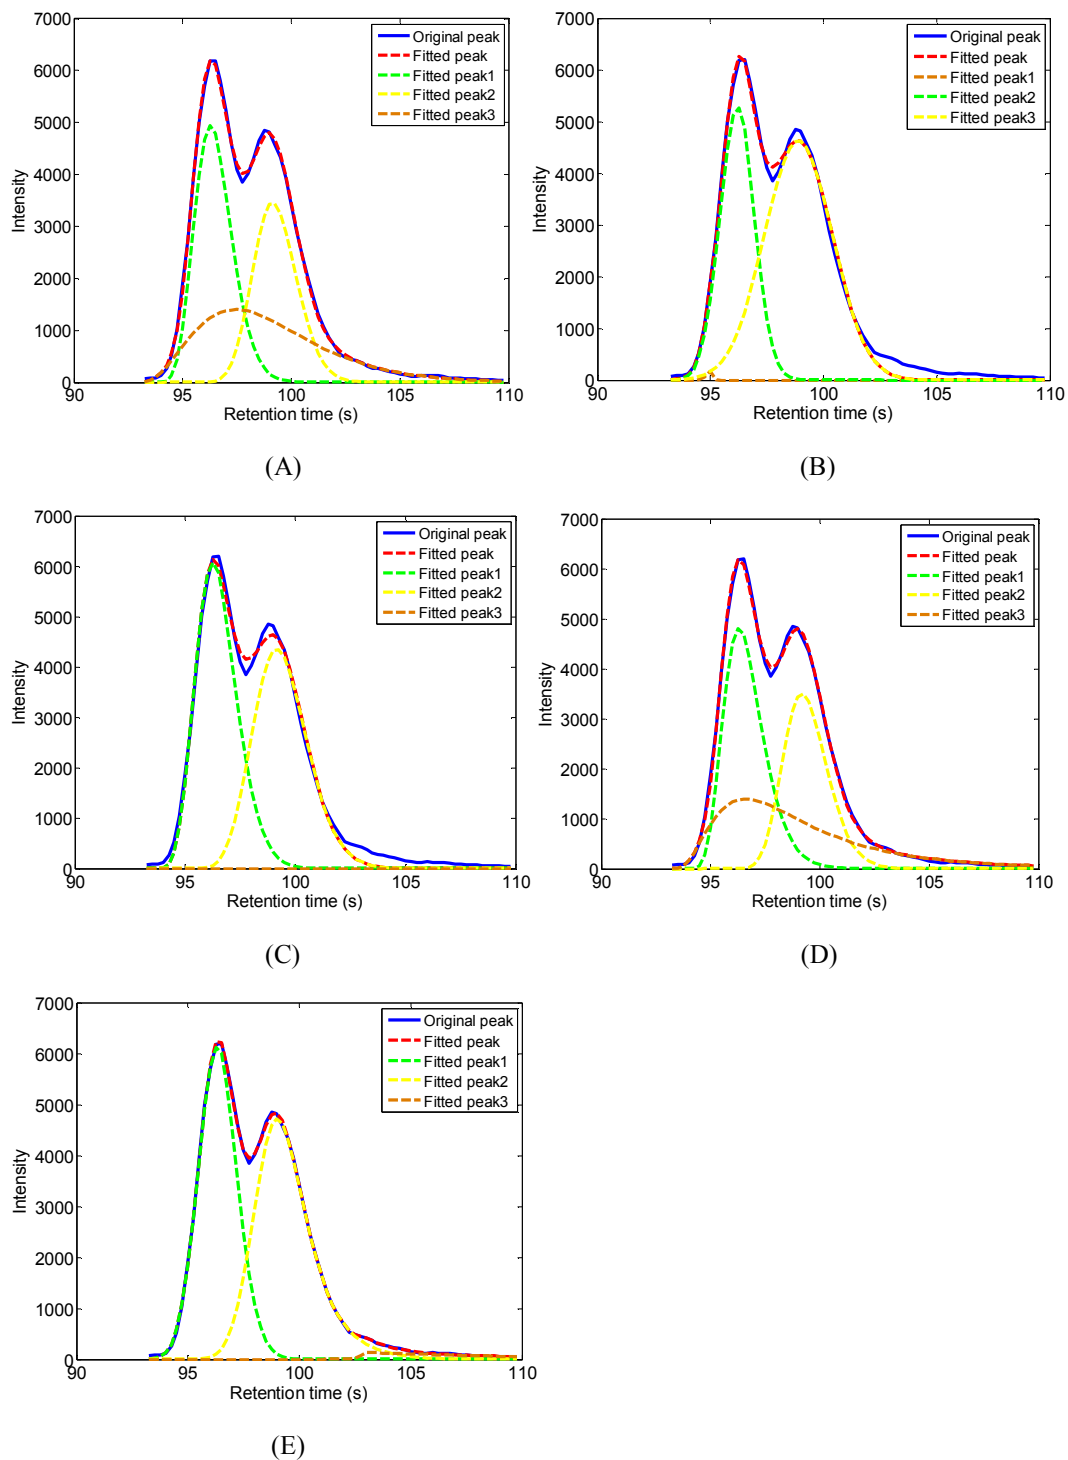 7000
6000
5000
4000
3000
2000
1000
0
Intensity
Original peak
Fitted peak
Fitted peak1
Fitted peak2
Fitted peak3
95
100
105
110
Retention time (s)
(A)
7000
6000
5000
4000
3000
2000
1000
0
Intensity
Original peak
Fitted peak
Fitted peak1
Fitted peak2
Fitted peak3
90
95
100
105
110
Retention time (s)
(B)
7000
6000
5000
4000
3000
2000
1000
0
Intensity
Original peak
Fitted peak
Fitted peak1
Fitted peak2
Fitted peak3
90
95
100
105
110
Retention time (s)
(C)
7000
6000
5000
4000
3000
2000
1000
0
Intensity
Original peak
Fitted peak
Fitted peak1
Fitted peak2
Fitted peak3
90
95
100
105
110
Retention time (s)
(D)
7000
6000
5000
4000
3000
2000
1000
0
Intensity
Original peak
Fitted peak
Fitted peak1
Fitted peak2
Fitted peak3
90
95
100
105
110
Retention time (s)
(E)